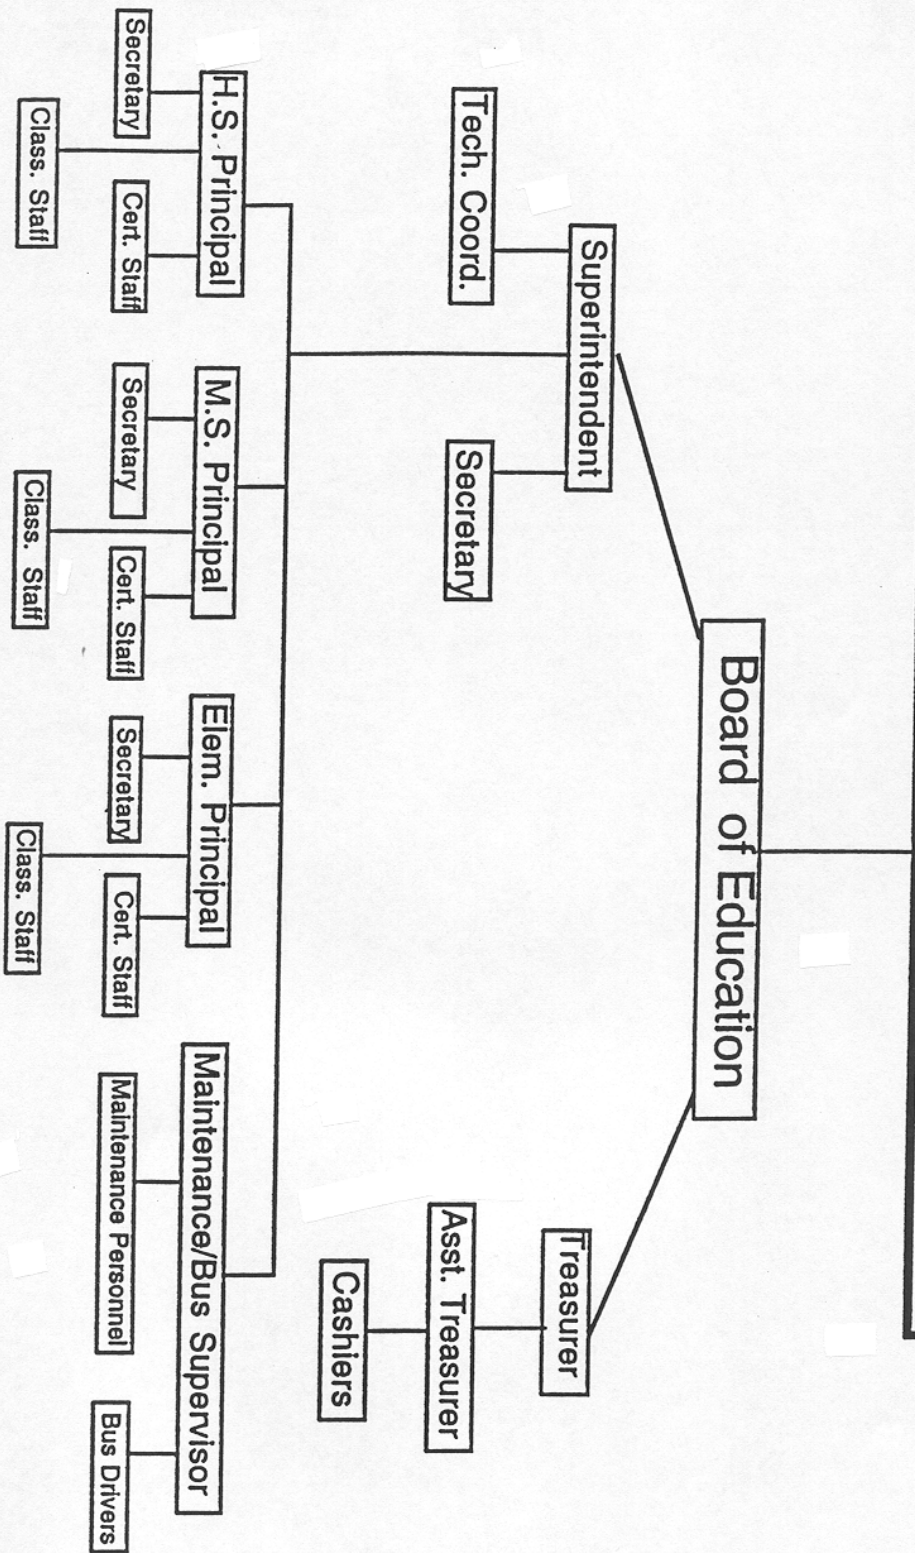 Board of Education
Superintendent
Treasurer
Tech. Coord.
Secretary
Asst. Treasurer
Cashiers
H.S. Principal
M.S. Principal
Elem. Principal
Maintenance/Bus Supervisor
Secretary
Cert. Staff
Secretary
Cert. Staff
Secretary
Cert. Staff
Maintenance Personnel
Bus Drivers
Class. Staff
Class. Staff
Class. Staff